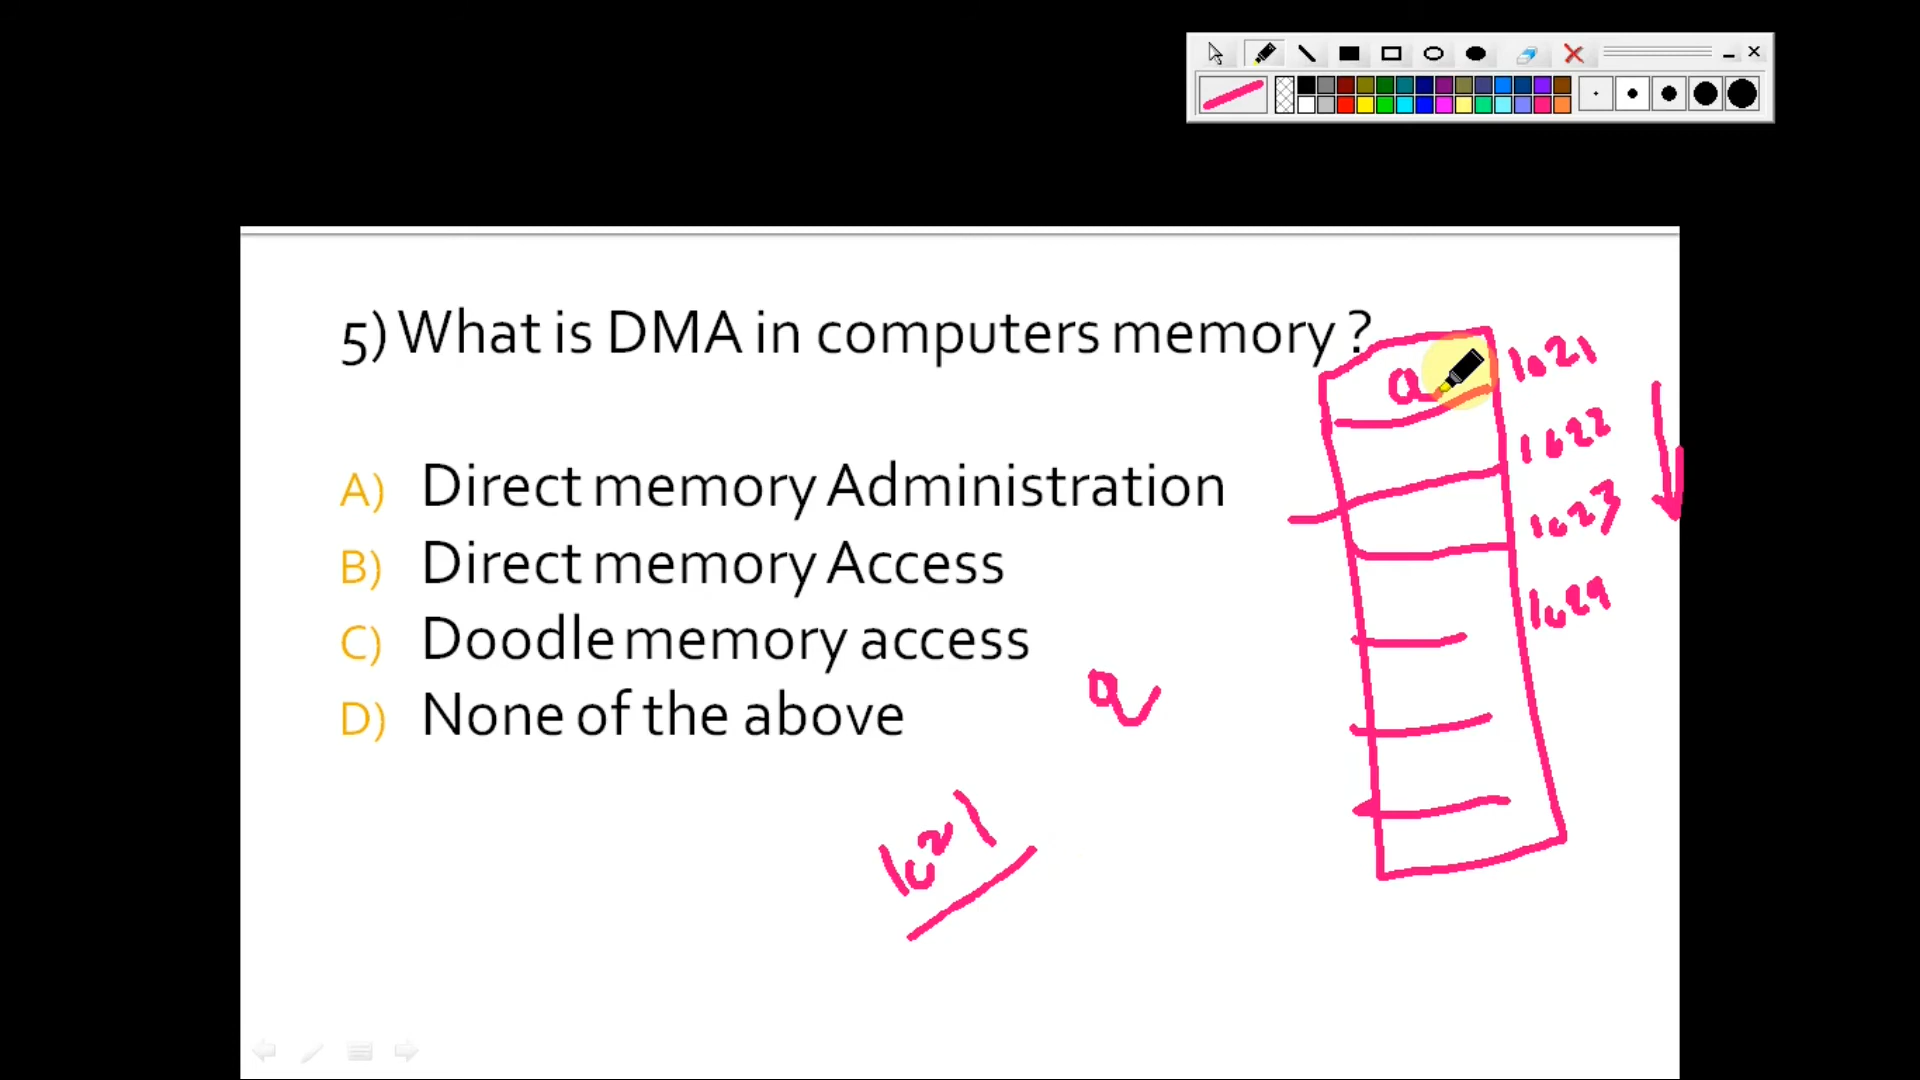 5) What is DMA in computers memory ?
A) Direct memory Administration
B) Direct memory Access
C) Doodle memory access
D) None of the above
a
1021
1022
1023
1024
a
1021